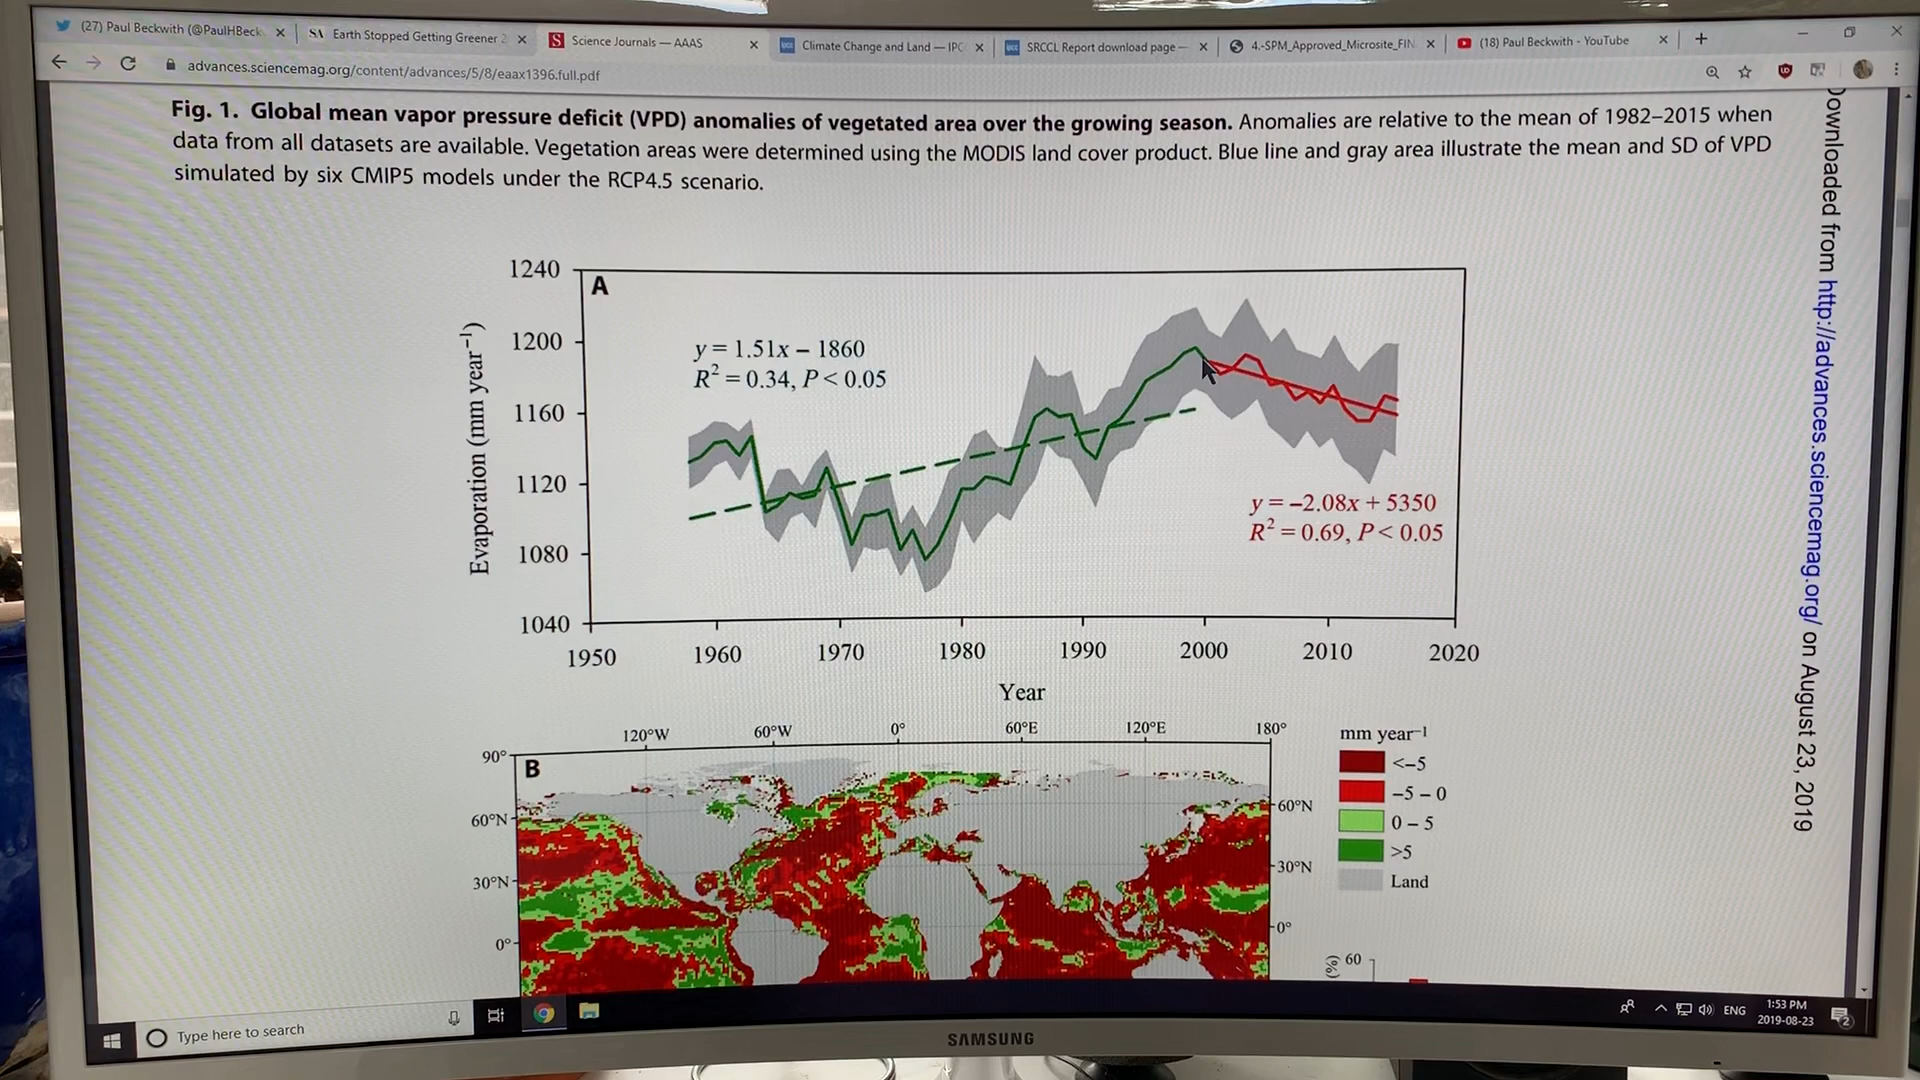 (27) Paul Beckwith (@PaulHBeck
Earth Stopped Getting Greener 2
Science Journals — AAAS
Climate Change and Land — IPC
SRCCL Report download page —
4.-SPM_Approved_Microsite_FIN
(18) Paul Beckwith - YouTube
advances.sciencemag.org/content/advances/5/8/eaax1396.full.pdf
Fig. 1. Global mean vapor pressure deficit (VPD) anomalies of vegetated area over the growing season. Anomalies are relative to the mean of 1982–2015 when
data from all datasets are available. Vegetation areas were determined using the MODIS land cover product. Blue line and gray area illustrate the mean and SD of VPD
simulated by six CMIP5 models under the RCP4.5 scenario.
Downloaded from http://advances.sciencemag.org/ on August 23, 2019
A
1240
1200
1160
1120
1080
1040
Evaporation (mm year⁻¹)
y = 1.51x – 1860
R² = 0.34, P < 0.05
y = –2.08x + 5350
R² = 0.69, P < 0.05
1950 1960 1970 1980 1990 2000 2010 2020
Year
120°W 60°W 0° 60°E 120°E 180°
B
90°
60°N
30°N
0°
60°N
30°N
0°
mm year⁻¹
<–5
–5 – 0
0 – 5
>5
Land
(%)
60
Type here to search
ENG
1:53 PM
2019-08-23
2
SAMSUNG